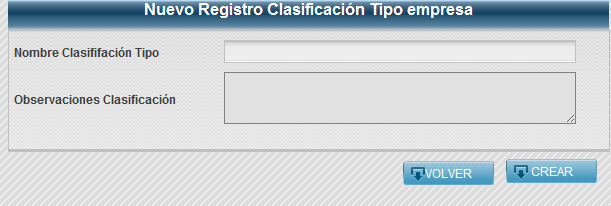 Nuevo Registro Clasificación Tipo empresa
Nombre Clasififación Tipo
Observaciones Clasificación
VOLVER
CREAR